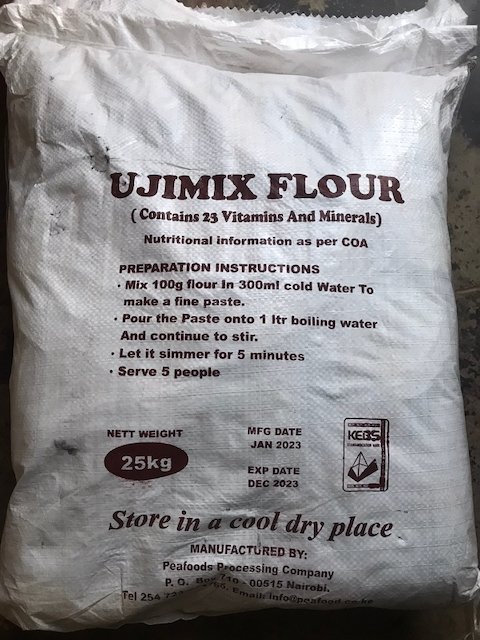 UJIMIX FLOUR
(Contains 23 Vitamins And Minerals)
Nutritional information as per COA
PREPARATION INSTRUCTIONS
· Mix 100g flour In 300ml cold Water To
make a fine paste.
· Pour the Paste onto 1 ltr boiling water
And continue to stir.
· Let it simmer for 5 minutes
· Serve 5 people
NETT WEIGHT
25kg
MFG DATE
JAN 2023
EXP DATE
DEC 2023
KEBS
Store in a cool dry place
MANUFACTURED BY:
Peafoods Processing Company
P. O. Box 710 - 00515 Nairobi.
Tel 254 Email: info@peafood.co.ke